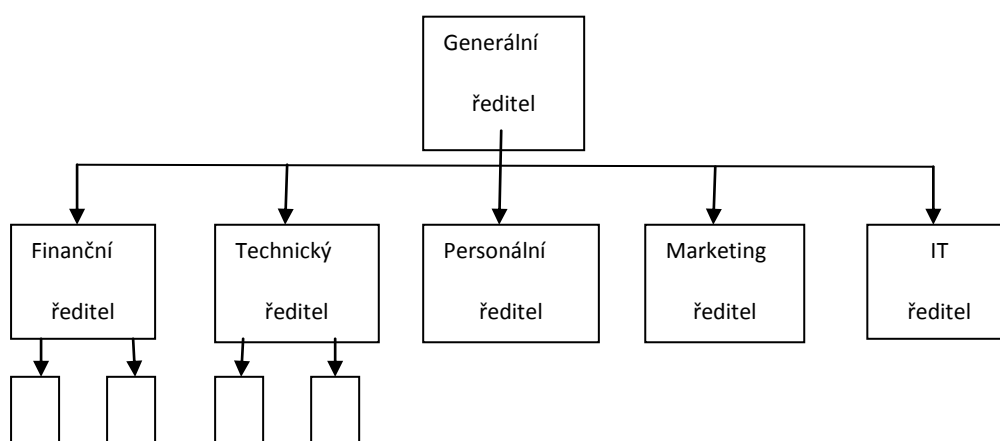 Generální
ředitel
Finanční
ředitel
Technický
ředitel
Personální
ředitel
Marketing
ředitel
IT
ředitel